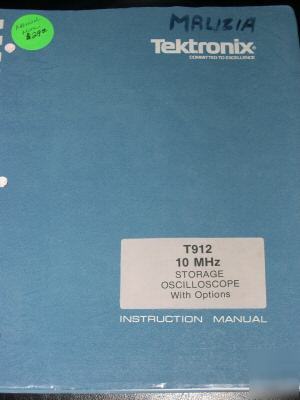 MALIZIA
Tektronix®
COMMITTED TO EXCELLENCE
T912
10 MHz
STORAGE
OSCILLOSCOPE
With Options
INSTRUCTION MANUAL